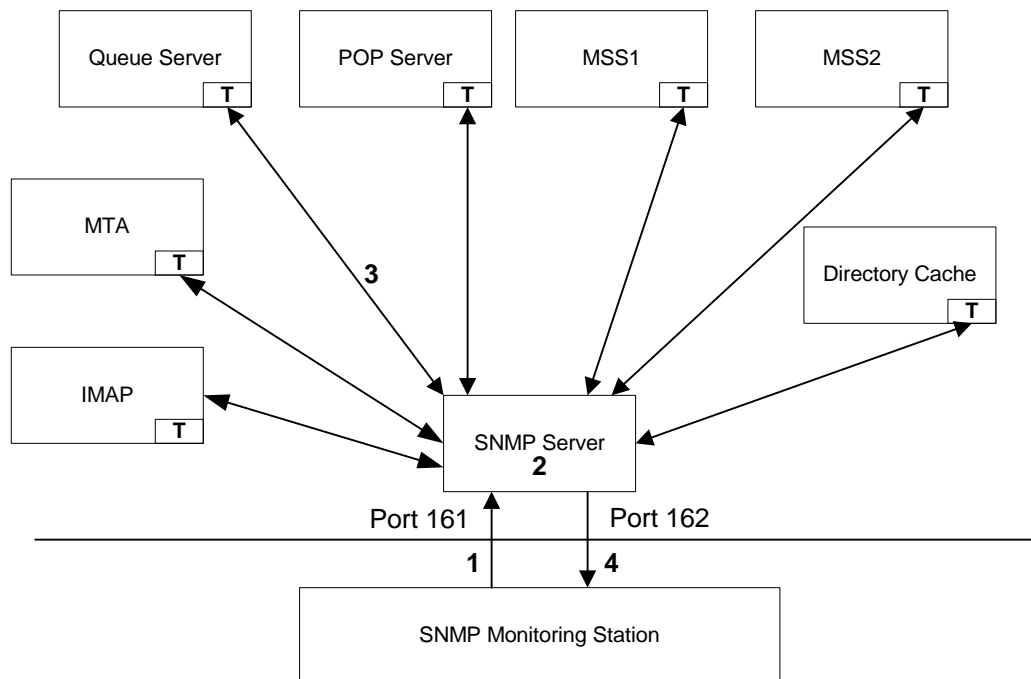 Queue Server
T
POP Server
T
MSS1
T
MSS2
T
MTA
T
3
Directory Cache
T
IMAP
T
SNMP Server
2
Port 161
Port 162
1
4
SNMP Monitoring Station